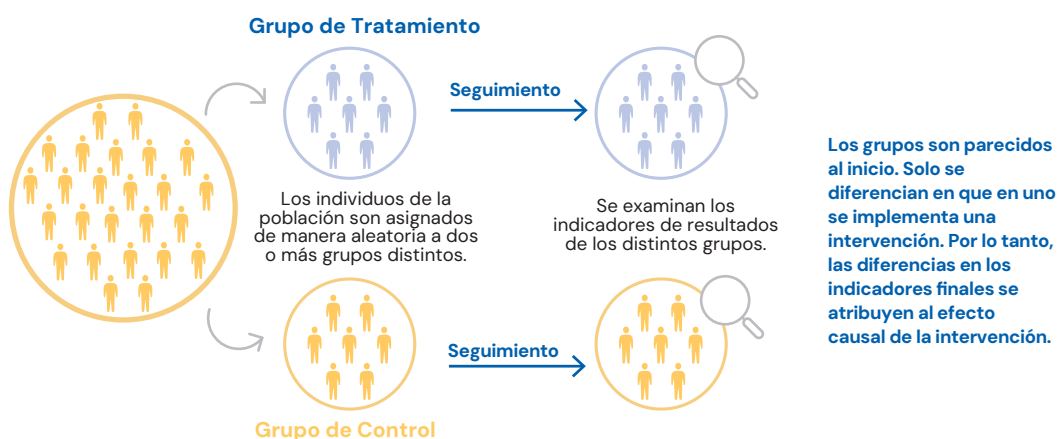 Grupo de Tratamiento
Seguimiento
Los individuos de la
población son asignados
de manera aleatoria a dos
o más grupos distintos.
Se examinan los
indicadores de resultados
de los distintos grupos.
Seguimiento
Grupo de Control
Los grupos son parecidos
al inicio. Solo se
diferencian en que en uno
se implementa una
intervención. Por lo tanto,
las diferencias en los
indicadores finales se
atribuyen al efecto
causal de la intervención.